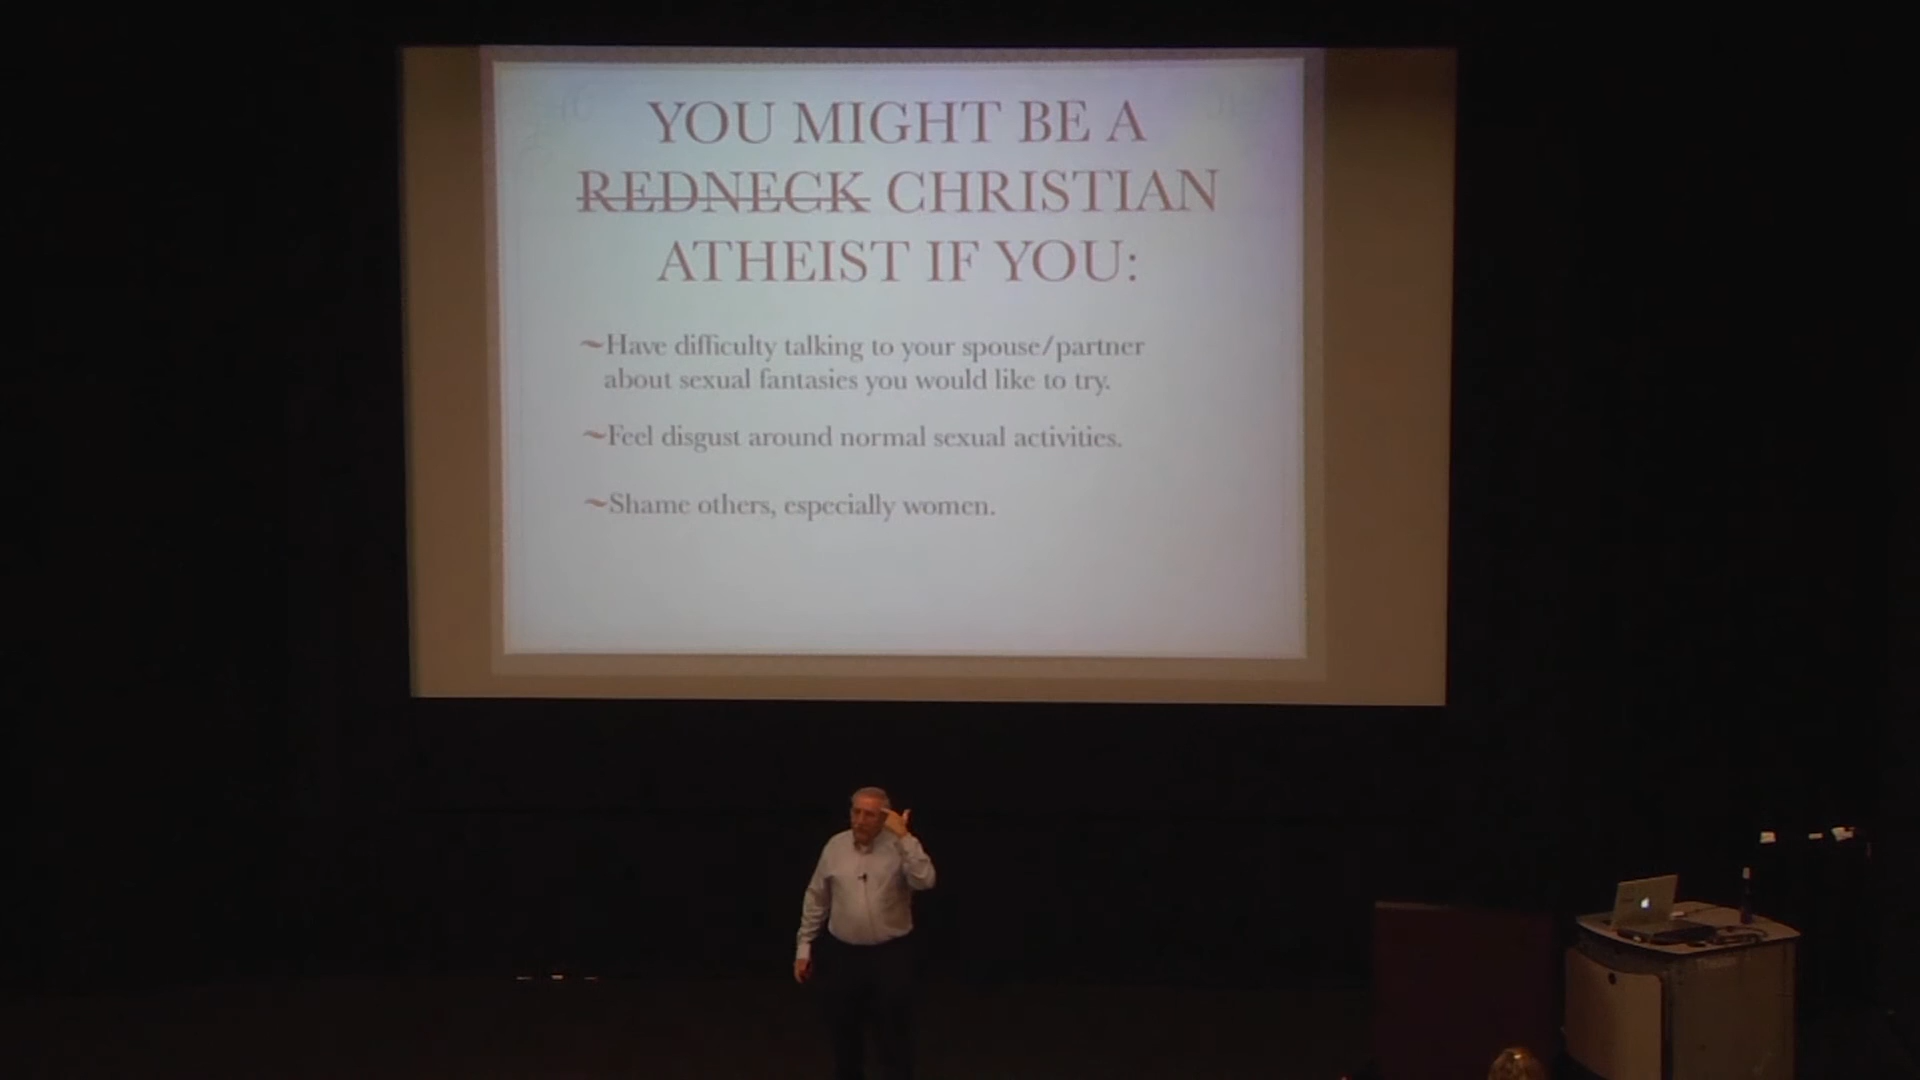 YOU MIGHT BE A
REDNECK CHRISTIAN
ATHEIST IF YOU:
~Have difficulty talking to your spouse/partner
about sexual fantasies you would like to try.
~Feel disgust around normal sexual activities.
~Shame others, especially women.